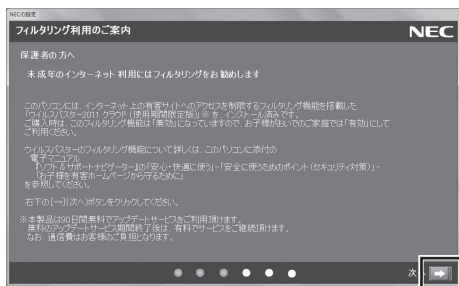 NECの設定
フィルタリング利用のご案内
NEC
保護者の方へ
未成年のインターネット利用にはフィルタリングをお勧めします
このパソコンには、インターネット上の有害サイトへのアクセスを制限するフィルタリング機能を搭載した
「ウイルスバスター2011 クラウド（使用期間限定版）」※ を、インストール済みです。
ご購入時は、このフィルタリング機能は「無効」になっていますので、お子様がおいでのご家庭では「有効」にして
ご利用ください。
ウイルスバスターのフィルタリング機能について詳しくは、このパソコンに添付の
電子マニュアル
『ソフト&サポートナビゲーター』の「安心・快適に使う」-「安全に使うためのポイント（セキュリティ対策）」-
「お子様を有害ホームページから守るために」
を参照してください。
右下の[→](次へ)ボタンをクリックしてください。
※本製品は90日間無料でアップデートサービスをご利用頂けます。
無料のアップデートサービス期間終了後は、有料でサービスをご継続頂けます。
なお、通信費はお客様のご負担となります。
次へ